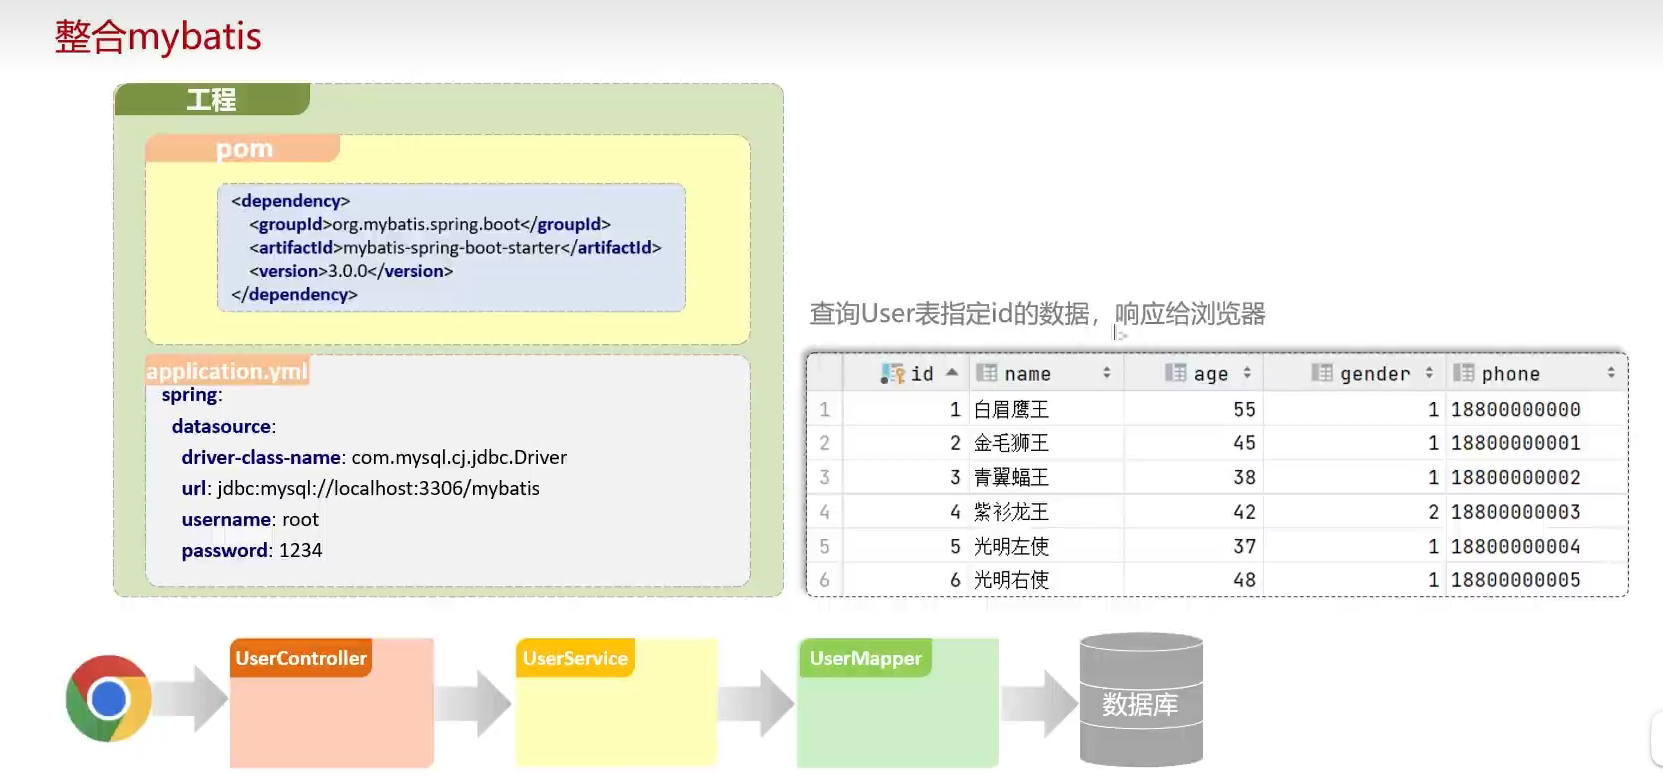 整合mybatis
工程
pom
<dependency>
<groupId>org.mybatis.spring.boot</groupId>
<artifactId>mybatis-spring-boot-starter</artifactId>
<version>3.0.0</version>
</dependency>
application.yml
spring:
datasource:
driver-class-name: com.mysql.cj.jdbc.Driver
url: jdbc:mysql://localhost:3306/mybatis
username: root
password: 1234
查询User表指定id的数据，响应给浏览器
id name age gender phone
1 1 白眉鹰王 55 1 18800000000
2 2 金毛狮王 45 1 18800000001
3 3 青翼蝠王 38 1 18800000002
4 4 紫衫龙王 42 2 18800000003
5 5 光明左使 37 1 18800000004
6 6 光明右使 48 1 18800000005
UserController
UserService
UserMapper
数据库